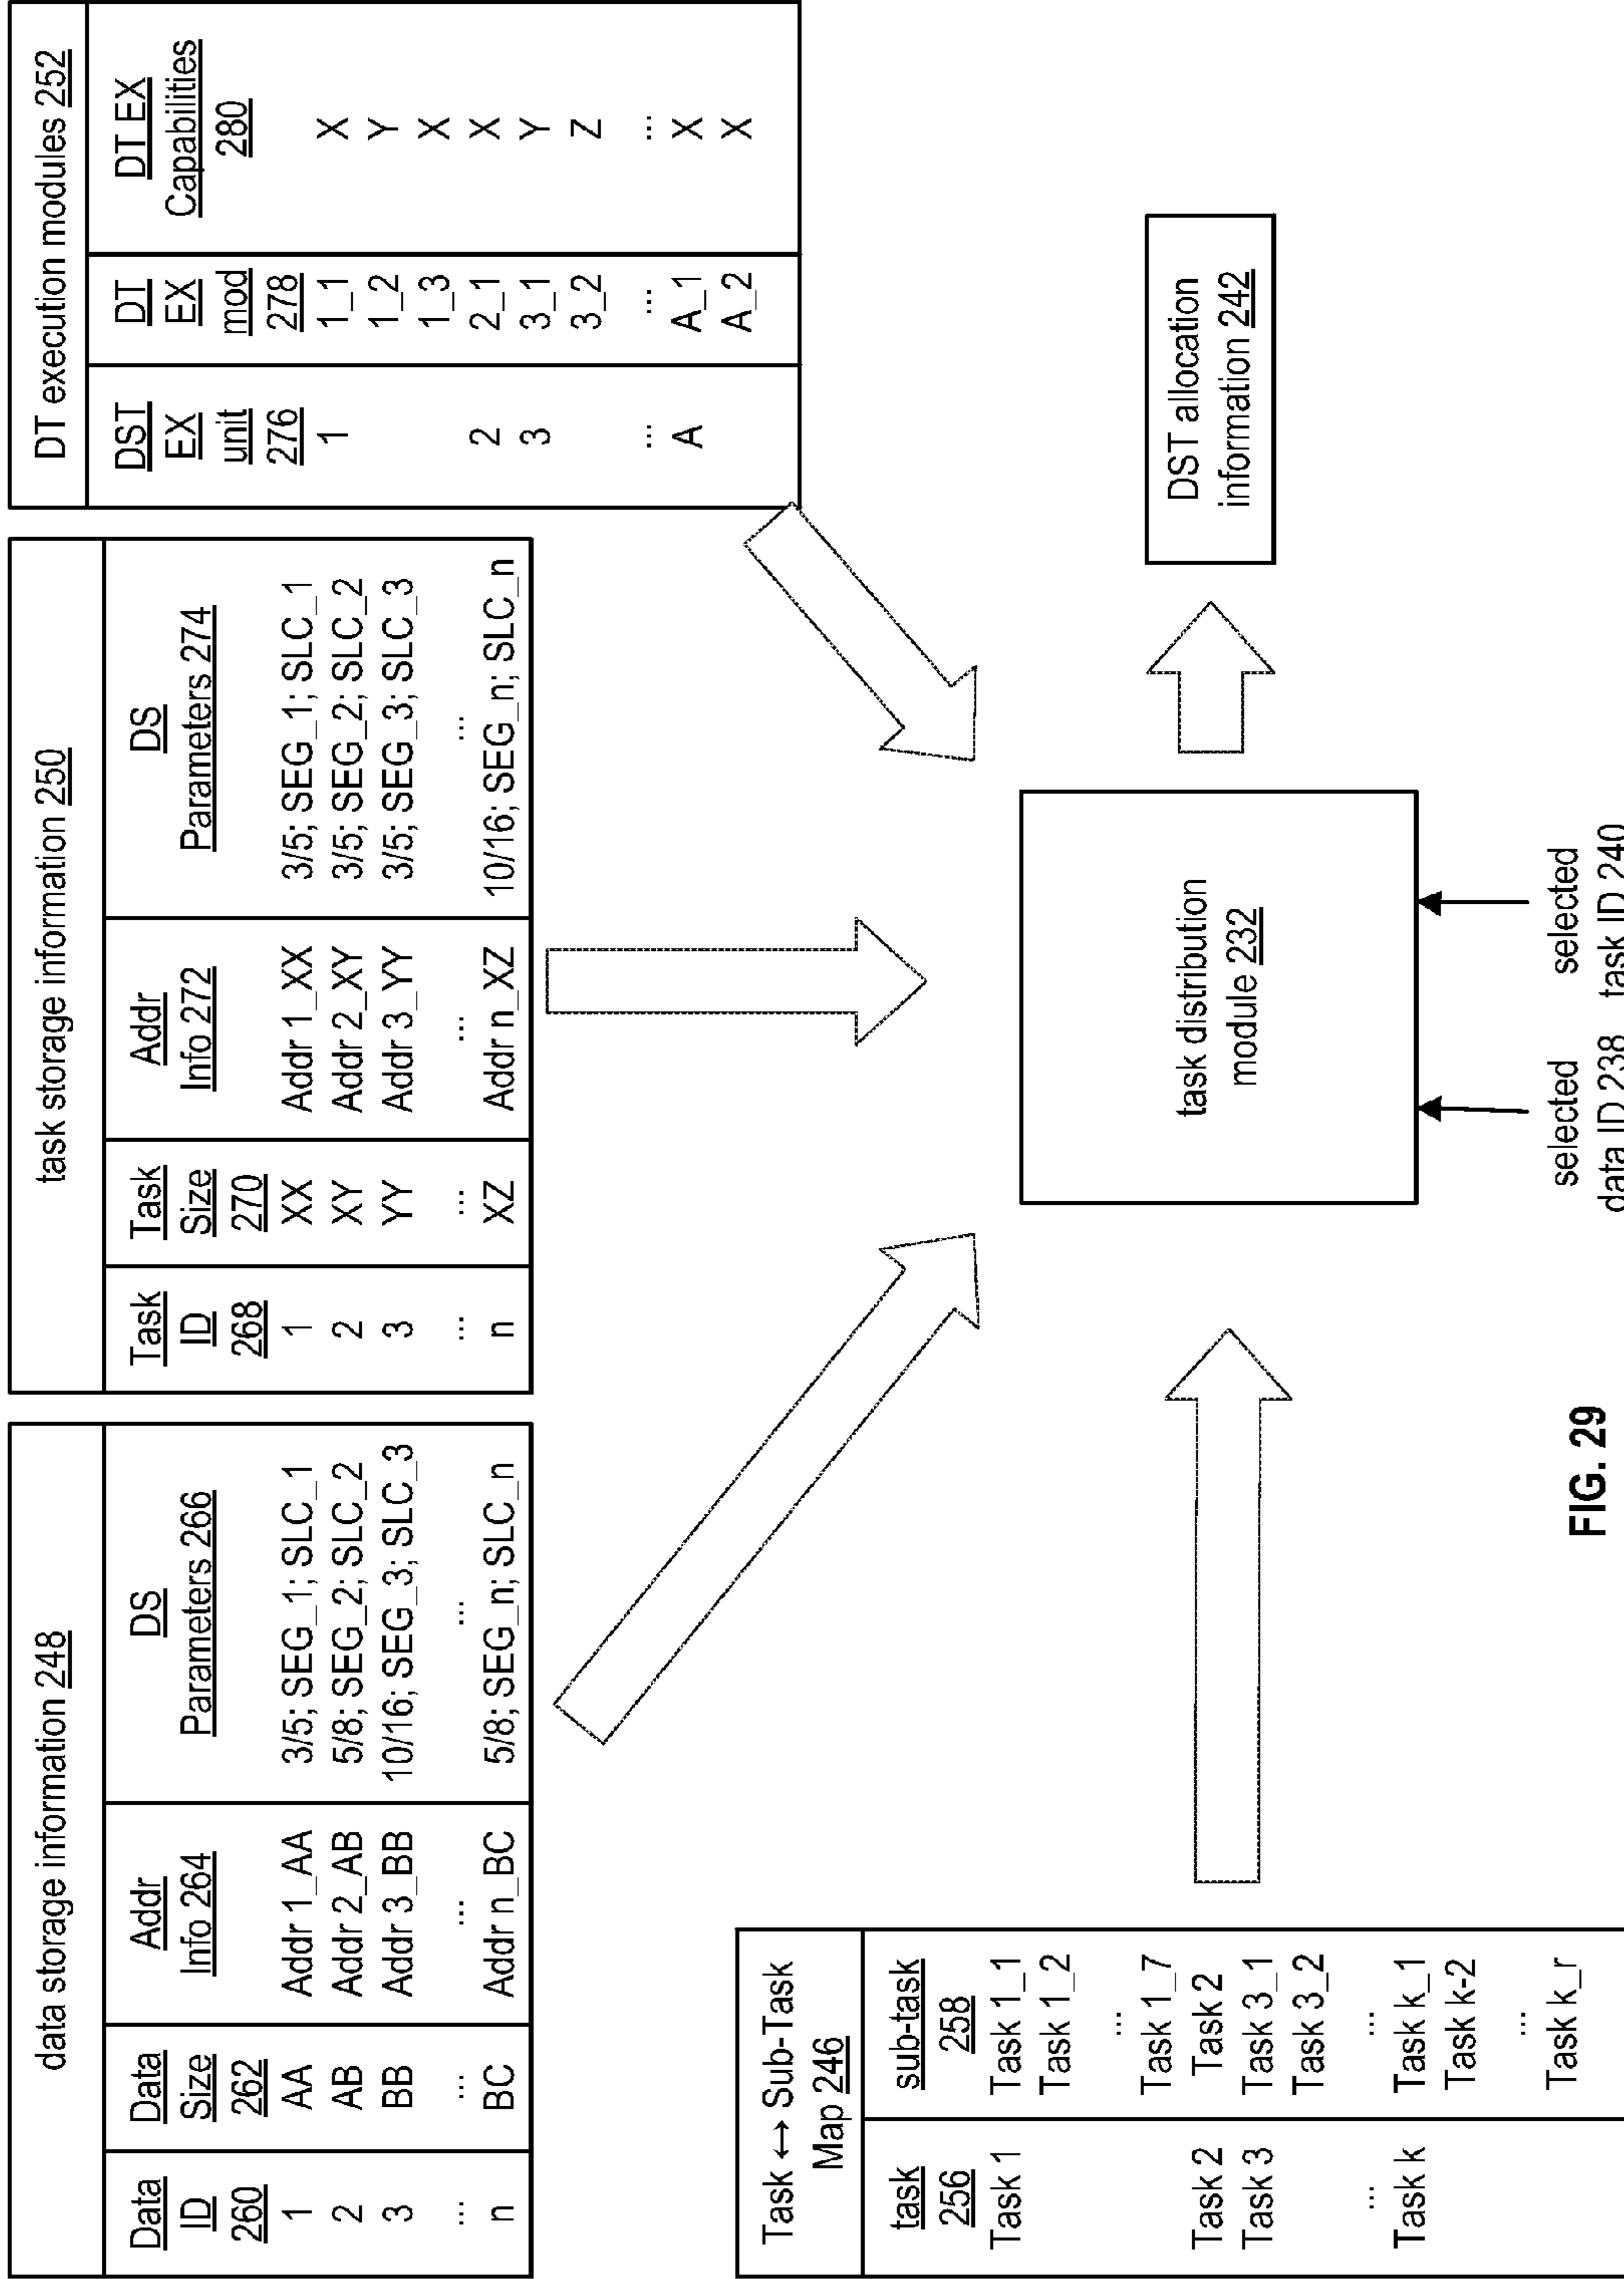 data storage information 248
Data ID 260 | Data Size 262 | Addr Info 264 | DS Parameters 266
1 | AA | Addr 1_AA | 3/5; SEG_1; SLC_1
2 | AB | Addr 2_AB | 5/8; SEG_2; SLC_2
3 | BB | Addr 3_BB | 10/16; SEG_3; SLC_3
... | ... | ... | ...
n | BC | Addr n_BC | 5/8; SEG_n; SLC_n
task storage information 250
Task ID 268 | Task Size 270 | Addr Info 272 | DS Parameters 274
1 | XX | Addr 1_XX | 3/5; SEG_1; SLC_1
2 | XY | Addr 2_XY | 3/5; SEG_2; SLC_2
3 | YY | Addr 3_YY | 3/5; SEG_3; SLC_3
... | ... | ... | ...
n | XZ | Addr n_XZ | 10/16; SEG_n; SLC_n
DT execution modules 252
DST EX unit 276 | DT EX mod 278 | DT EX Capabilities 280
1 | 1_1 | X
1_2 | Y
1_3 | X
2 | 2_1 | X
3 | 3_1 | Y
3_2 | Z
... | ... | ...
A | A_1 | X
A_2 | X
Task ↔ Sub-Task
Map 246
task 256 | sub-task 258
Task 1 | Task 1_1
Task 1_2
...
Task 1_7
Task 2 | Task 2
Task 3 | Task 3_1
Task 3_2
... | ...
Task k | Task k_1
Task k-2
...
Task k_r
task distribution
module 232
DST allocation
information 242
selected
data ID 238
selected
task ID 240
FIG. 29